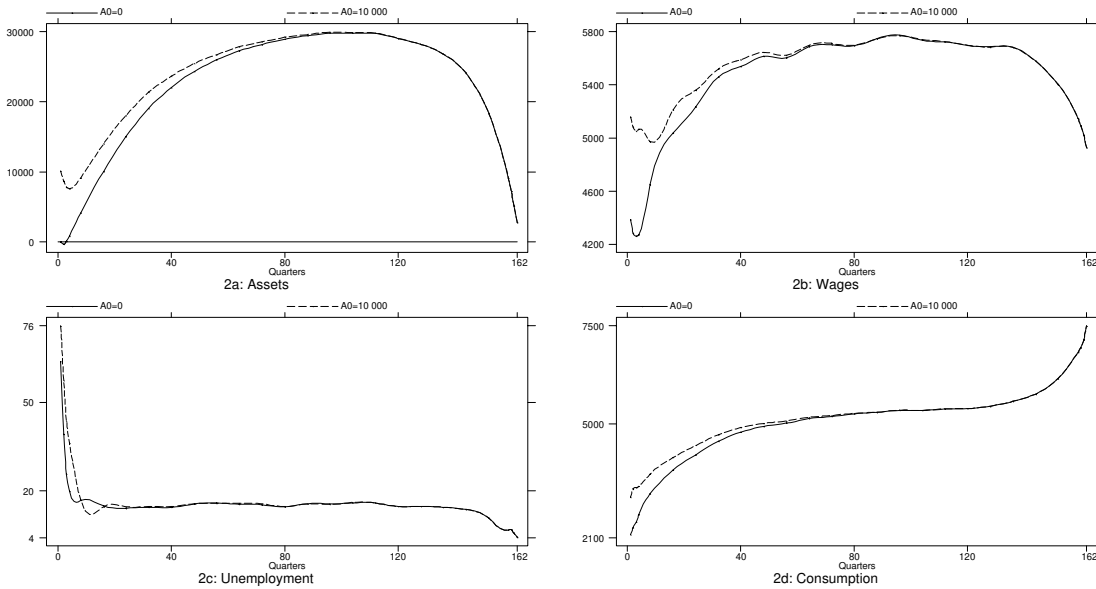 A0=0 A0=10 000
30000
20000
10000
0
0 40 80 120 162
Quarters
2a: Assets
A0=0 A0=10 000
5800
5400
5000
4600
4200
0 40 80 120 162
Quarters
2b: Wages
A0=0 A0=10 000
76
50
20
4
0 40 80 120 162
Quarters
2c: Unemployment
A0=0 A0=10 000
7500
5000
2100
0 40 80 120 162
Quarters
2d: Consumption